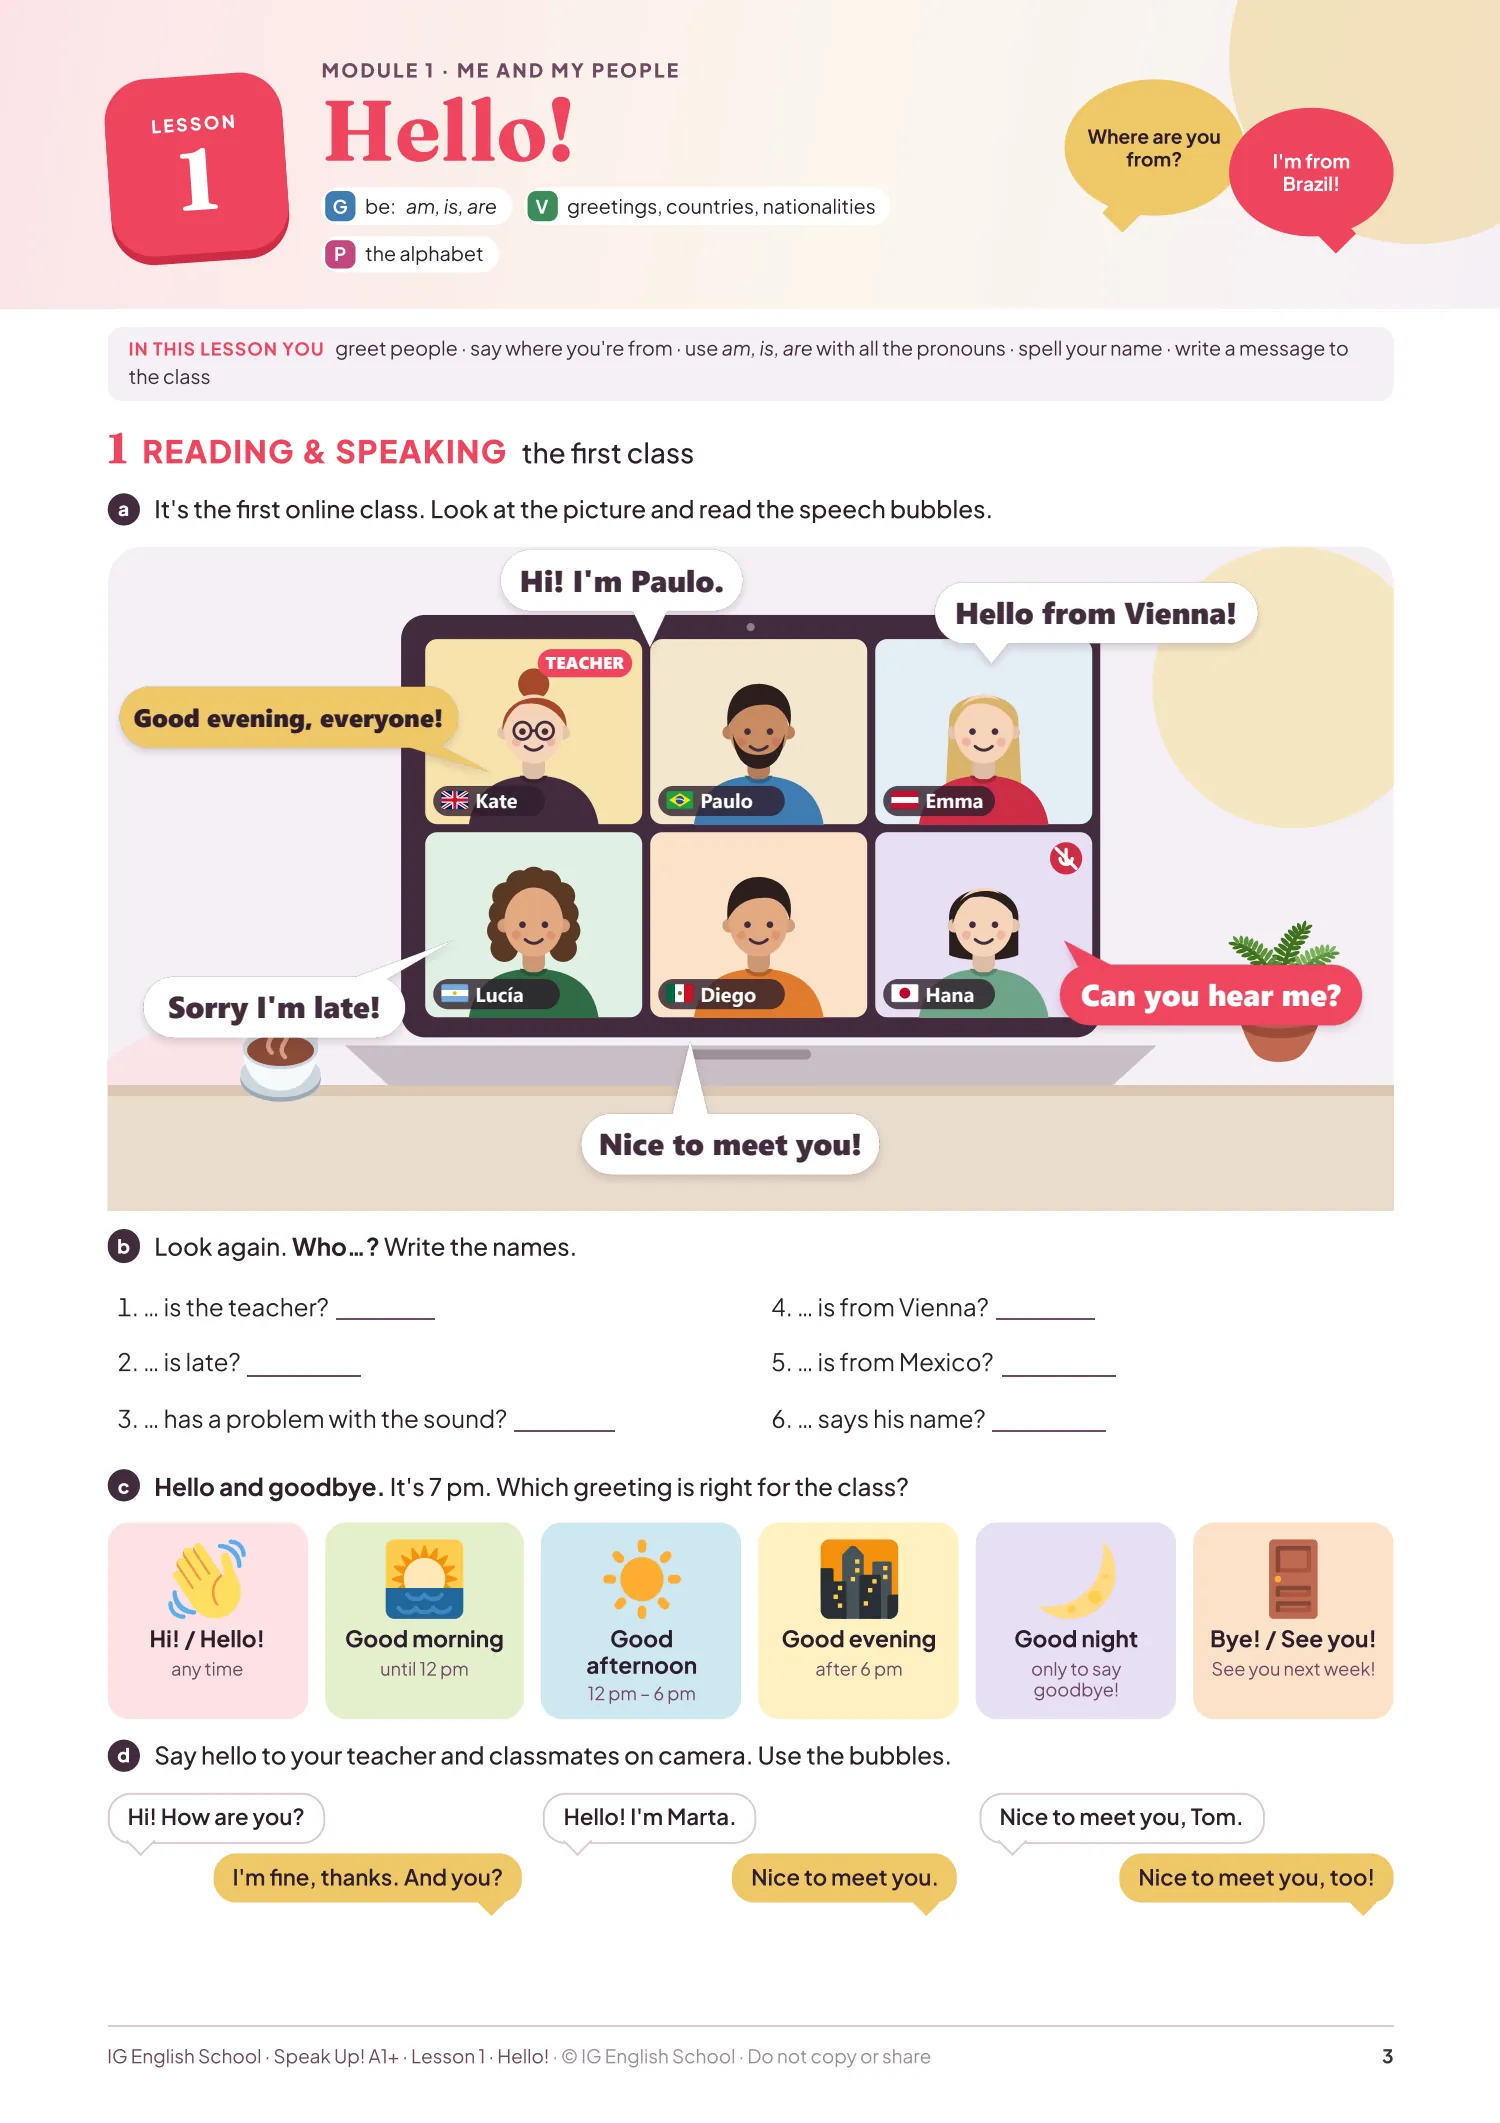 MODULE 1 · ME AND MY PEOPLE
LESSON
1
Hello!
G be: am, is, are V greetings, countries, nationalities
P the alphabet
Where are you
from?
I'm from
Brazil!
IN THIS LESSON YOU greet people · say where you're from · use am, is, are with all the pronouns · spell your name · write a message to
the class
1 READING & SPEAKING the first class
a It's the first online class. Look at the picture and read the speech bubbles.
Hi! I'm Paulo.
Hello from Vienna!
TEACHER
Good evening, everyone!
Kate
Paulo
Emma
Lucía
Diego
Hana
Sorry I'm late!
Can you hear me?
Nice to meet you!
b Look again. Who...? Write the names.
1. ... is the teacher? ________
2. ... is late? ________
3. ... has a problem with the sound? ________
4. ... is from Vienna? ________
5. ... is from Mexico? ________
6. ... says his name? ________
c Hello and goodbye. It's 7 pm. Which greeting is right for the class?
Hi! / Hello!
any time
Good morning
until 12 pm
Good
afternoon
12 pm – 6 pm
Good evening
after 6 pm
Good night
only to say
goodbye!
Bye! / See you!
See you next week!
d Say hello to your teacher and classmates on camera. Use the bubbles.
Hi! How are you?
I'm fine, thanks. And you?
Hello! I'm Marta.
Nice to meet you.
Nice to meet you, Tom.
Nice to meet you, too!
IG English School · Speak Up! A1+ · Lesson 1 · Hello! · © IG English School · Do not copy or share
3